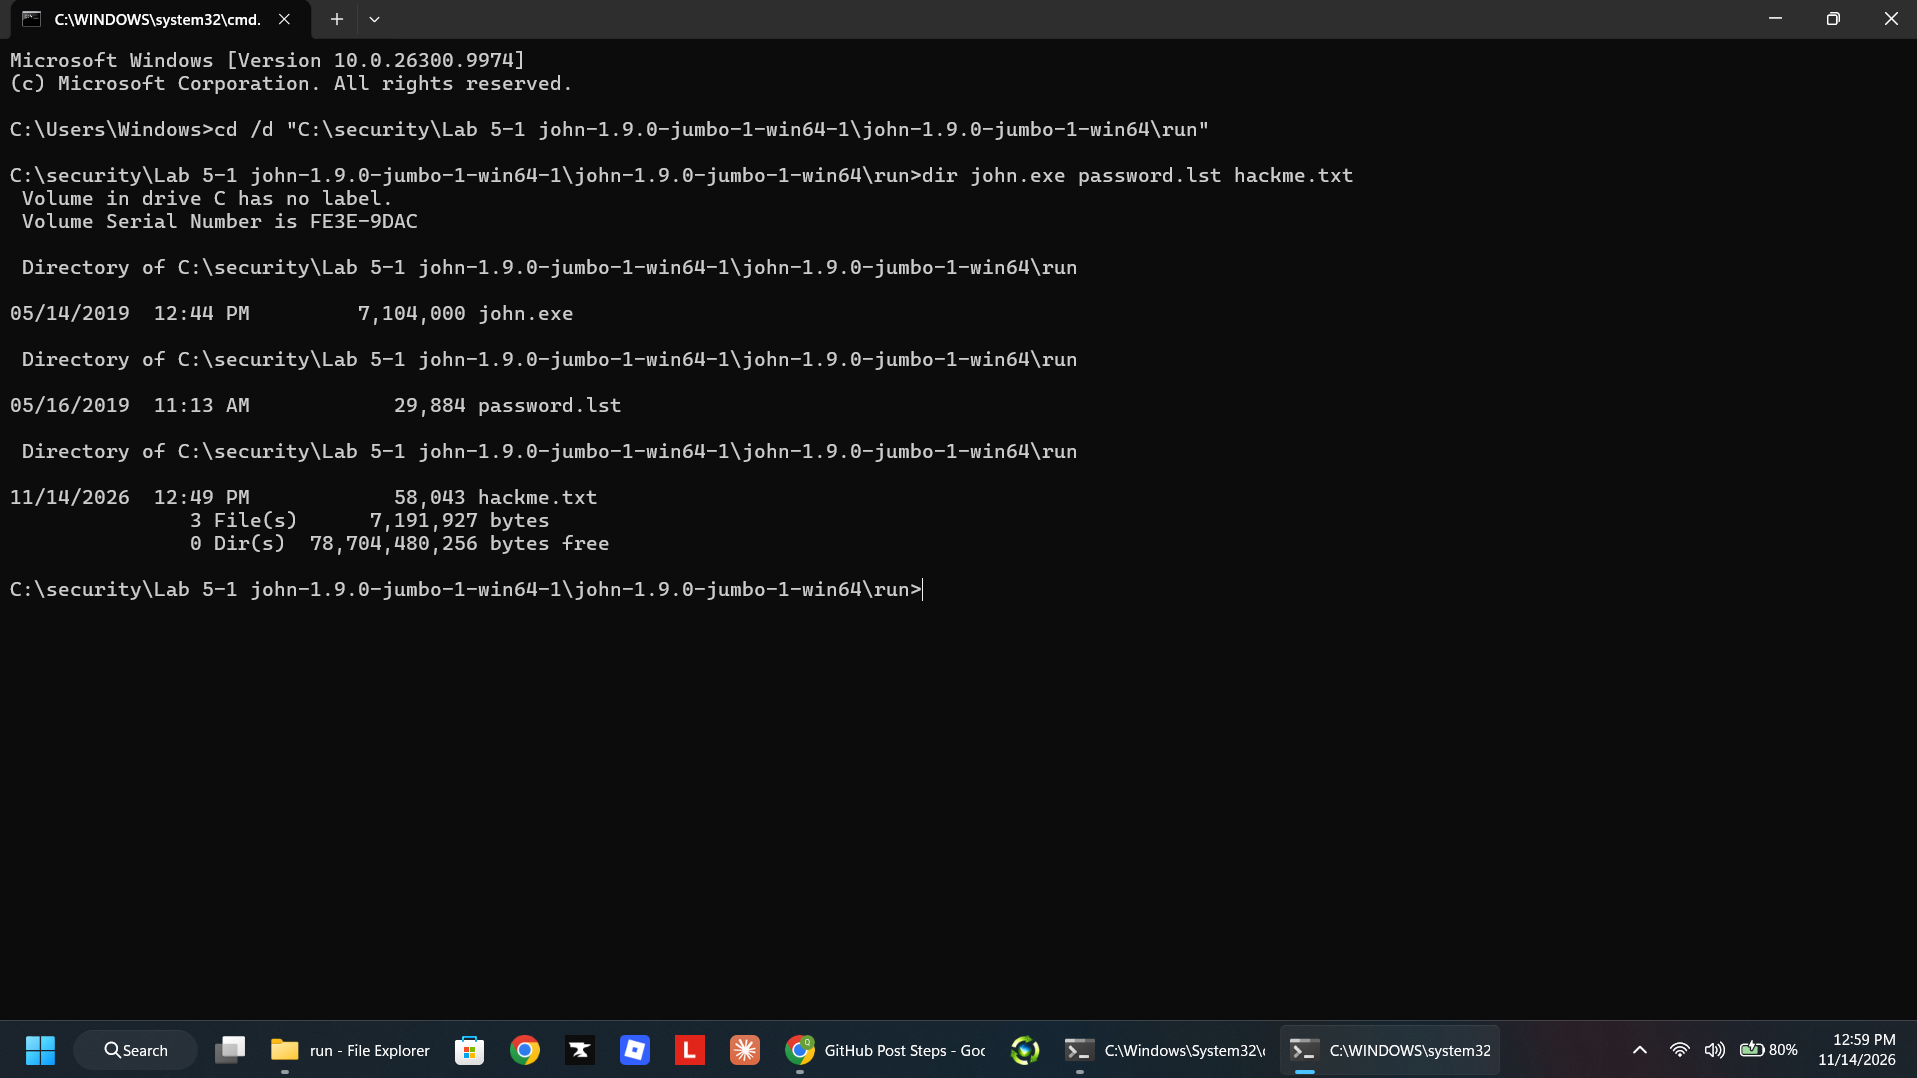 C:\WINDOWS\system32\cmd.
Microsoft Windows [Version 10.0.26300.9974]
(c) Microsoft Corporation. All rights reserved.
C:\Users\Windows>cd /d "C:\security\Lab 5-1 john-1.9.0-jumbo-1-win64-1\john-1.9.0-jumbo-1-win64\run"
C:\security\Lab 5-1 john-1.9.0-jumbo-1-win64-1\john-1.9.0-jumbo-1-win64\run>dir john.exe password.lst hackme.txt
Volume in drive C has no label.
Volume Serial Number is FE3E-9DAC
Directory of C:\security\Lab 5-1 john-1.9.0-jumbo-1-win64-1\john-1.9.0-jumbo-1-win64\run
05/14/2019  12:44 PM         7,104,000 john.exe
Directory of C:\security\Lab 5-1 john-1.9.0-jumbo-1-win64-1\john-1.9.0-jumbo-1-win64\run
05/16/2019  11:13 AM            29,884 password.lst
Directory of C:\security\Lab 5-1 john-1.9.0-jumbo-1-win64-1\john-1.9.0-jumbo-1-win64\run
11/14/2026  12:49 PM            58,043 hackme.txt
3 File(s)      7,191,927 bytes
0 Dir(s)  78,704,480,256 bytes free
C:\security\Lab 5-1 john-1.9.0-jumbo-1-win64-1\john-1.9.0-jumbo-1-win64\run>
Search
run - File Explorer
L
Q
GitHub Post Steps - Goc
C:\Windows\System32\c
C:\WINDOWS\system32
80%
12:59 PM
11/14/2026